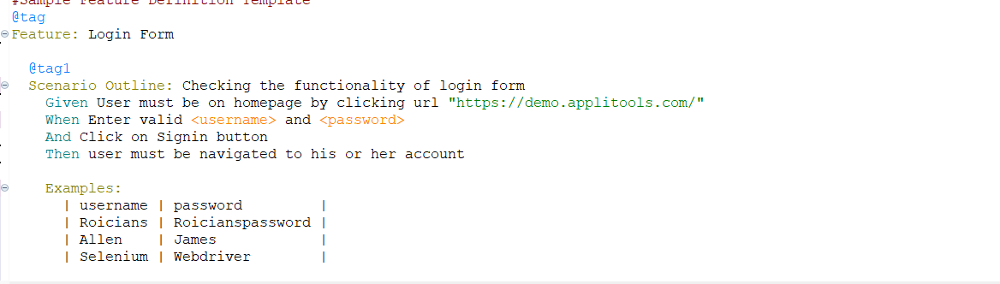 #Sample Feature Definition Template
@tag
Feature: Login Form
@tag1
Scenario Outline: Checking the functionality of login form
Given User must be on homepage by clicking url "https://demo.applitools.com/"
When Enter valid <username> and <password>
And Click on Signin button
Then user must be navigated to his or her account
Examples:
| username | password |
| Roicians | Roicianspassword |
| Allen | James |
| Selenium | Webdriver |